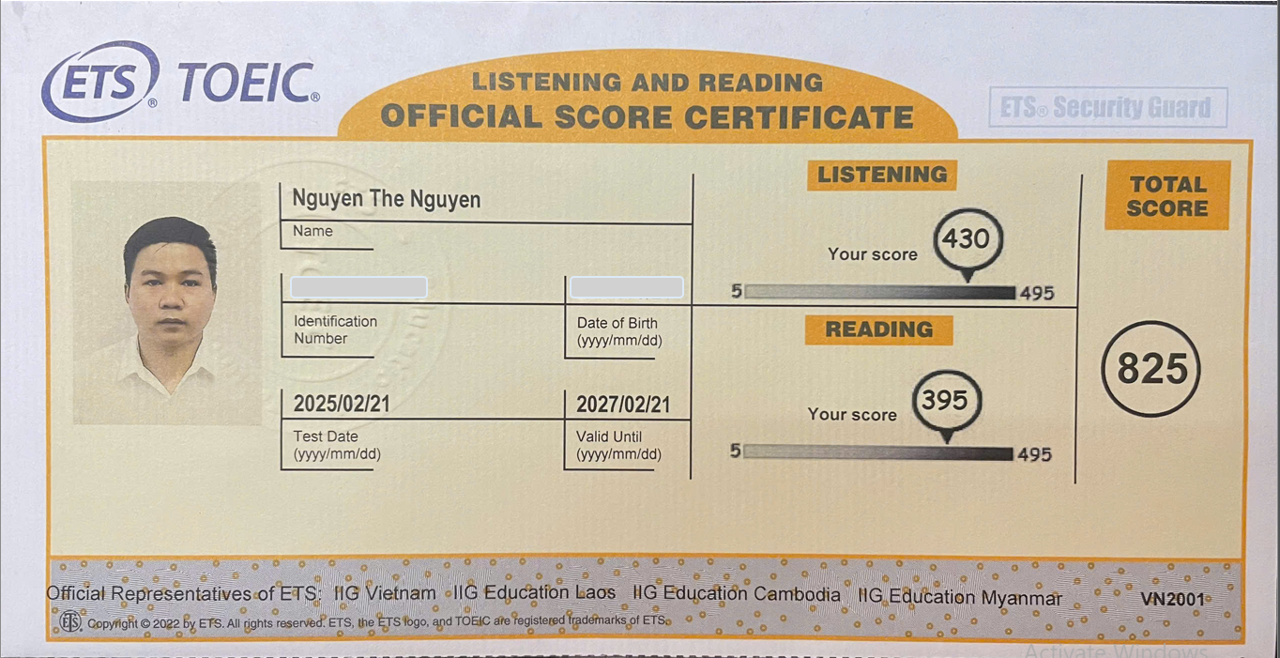 ETS® TOEIC®
LISTENING AND READING
OFFICIAL SCORE CERTIFICATE
ETS® Security Guard
Nguyen The Nguyen
Name
Identification
Number
Date of Birth
(yyyy/mm/dd)
2025/02/21
Test Date
(yyyy/mm/dd)
2027/02/21
Valid Until
(yyyy/mm/dd)
LISTENING
Your score
430
5
495
READING
Your score
395
5
495
TOTAL
SCORE
825
Official Representatives of ETS: IIG Vietnam IIG Education Laos IIG Education Cambodia IIG Education Myanmar
VN2001
ETS Copyright © 2022 by ETS. All rights reserved. ETS, the ETS logo, and TOEIC are registered trademarks of ETS.
Activate Windows